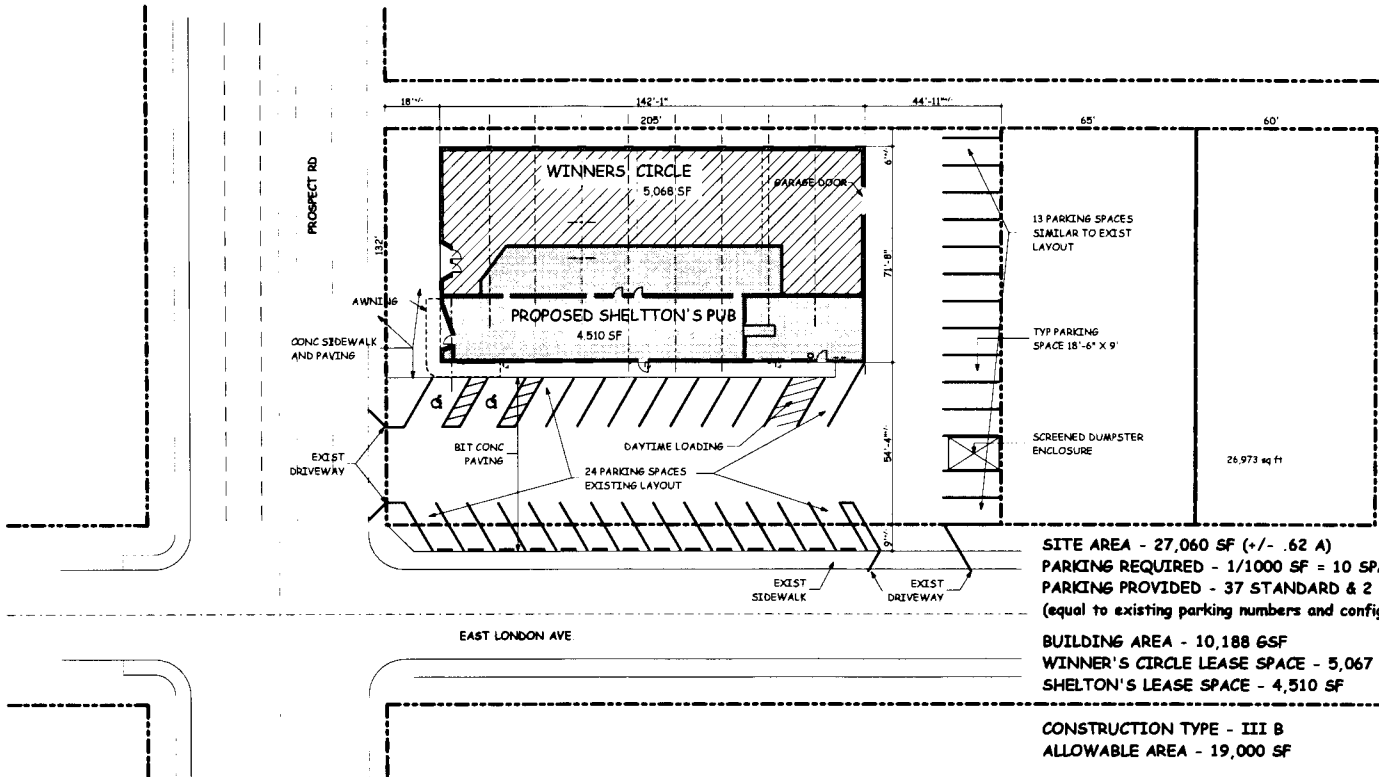 18'+/-
142'-1"
44'-11"+/-
205'
65'
60'
PROSPECT RD
WINNERS CIRCLE
5,068 SF
GARAGE DOOR
6'+/-
132'
71'-8"
13 PARKING SPACES
SIMILAR TO EXIST
LAYOUT
AWNING
PROPOSED SHELTTON'S PUB
4,510 SF
CONC SIDEWALK
AND PAVING
TYP PARKING
SPACE 18'-6" X 9'
EXIST
DRIVEWAY
BIT CONC
PAVING
DAYTIME LOADING
24 PARKING SPACES
EXISTING LAYOUT
54'-4"+/-
SCREENED DUMPSTER
ENCLOSURE
26,973 sq ft
9'+/-
EXIST
SIDEWALK
EXIST
DRIVEWAY
EAST LONDON AVE
SITE AREA - 27,060 SF (+/- .62 A)
PARKING REQUIRED - 1/1000 SF = 10
PARKING PROVIDED - 37 STANDARD & 2
(equal to existing parking numbers and
BUILDING AREA - 10,188 GSF
WINNER'S CIRCLE LEASE SPACE - 5,067
SHELTON'S LEASE SPACE - 4,510 SF
CONSTRUCTION TYPE - III B
ALLOWABLE AREA - 19,000 SF